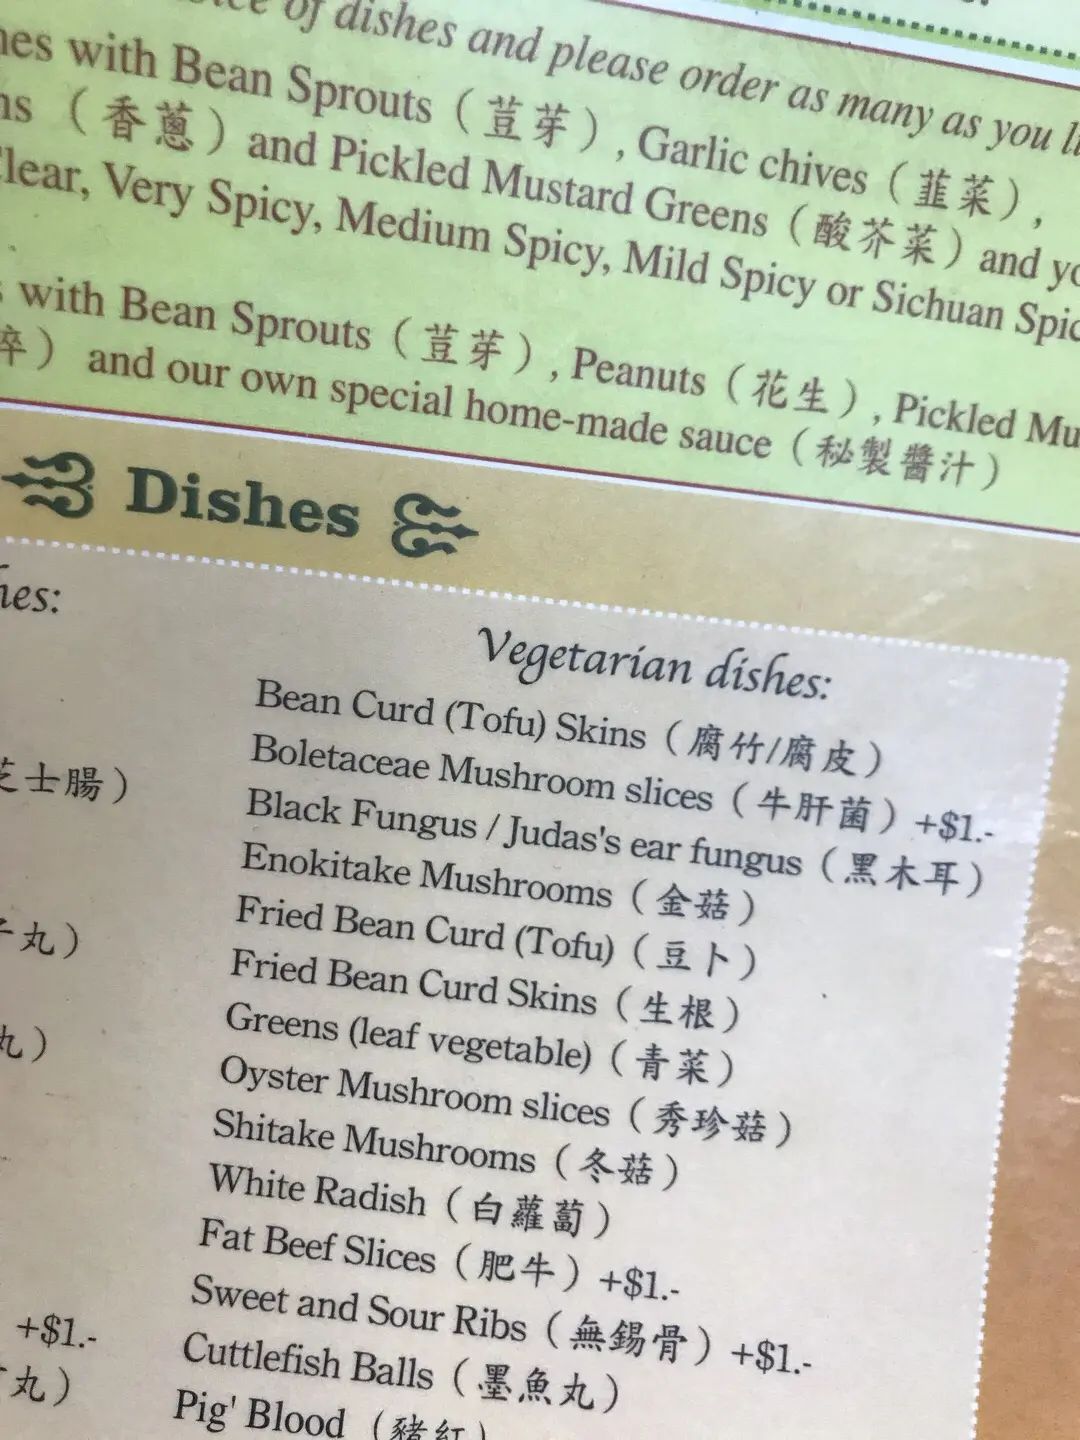 of dishes and please order as many as you
with Bean Sprouts（荳芽）, Garlic chives（韮菜）,
（香蔥）and Pickled Mustard Greens（酸芥菜）and
Clear, Very Spicy, Medium Spicy, Mild Spicy or Sichuan
with Bean Sprouts（荳芽）, Peanuts（花生）, Pickled
）and our own special home-made sauce（秘製醬汁）
Dishes
Vegetarian dishes:
Bean Curd (Tofu) Skins（腐竹/腐皮）
Boletaceae Mushroom slices（牛肝菌）+$1.-
Black Fungus / Judas's ear fungus（黑木耳）
Enokitake Mushrooms（金菇）
Fried Bean Curd (Tofu)（豆卜）
Fried Bean Curd Skins（生根）
Greens (leaf vegetable)（青菜）
Oyster Mushroom slices（秀珍菇）
Shitake Mushrooms（冬菇）
White Radish（白蘿蔔）
Fat Beef Slices（肥牛）+$1.-
Sweet and Sour Ribs（無錫骨）+$1.-
Cuttlefish Balls（墨魚丸）
Pig' Blood（豬紅）
芝士腸）
丸）
丸）
+$1.-
丸）